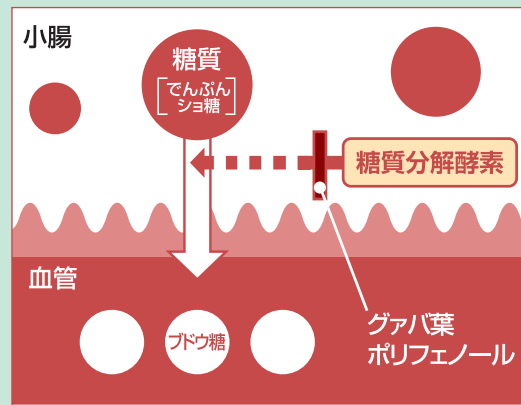 小腸
糖質
[でんぷん
ショ糖]
糖質分解酵素
血管
ブドウ糖
グァバ葉
ポリフェノール